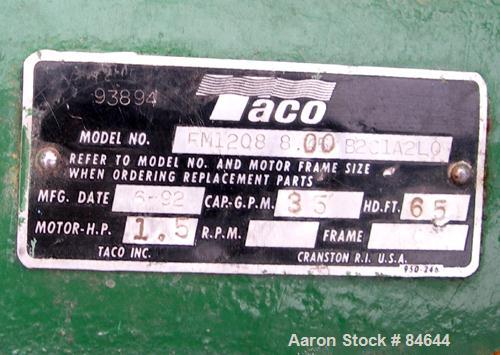 93894
Taco
MODEL NO. FM1208 8.00 B2C1A2L0
REFER TO MODEL NO. AND MOTOR FRAME SIZE
WHEN ORDERING REPLACEMENT PARTS
MFG. DATE 6-92 CAP.-G.P.M. 35 HD.FT. 65
MOTOR-H.P. 1.5 R.P.M. FRAME
TACO INC. CRANSTON R.I. U.S.A.
950-246
Aaron Stock # 84644